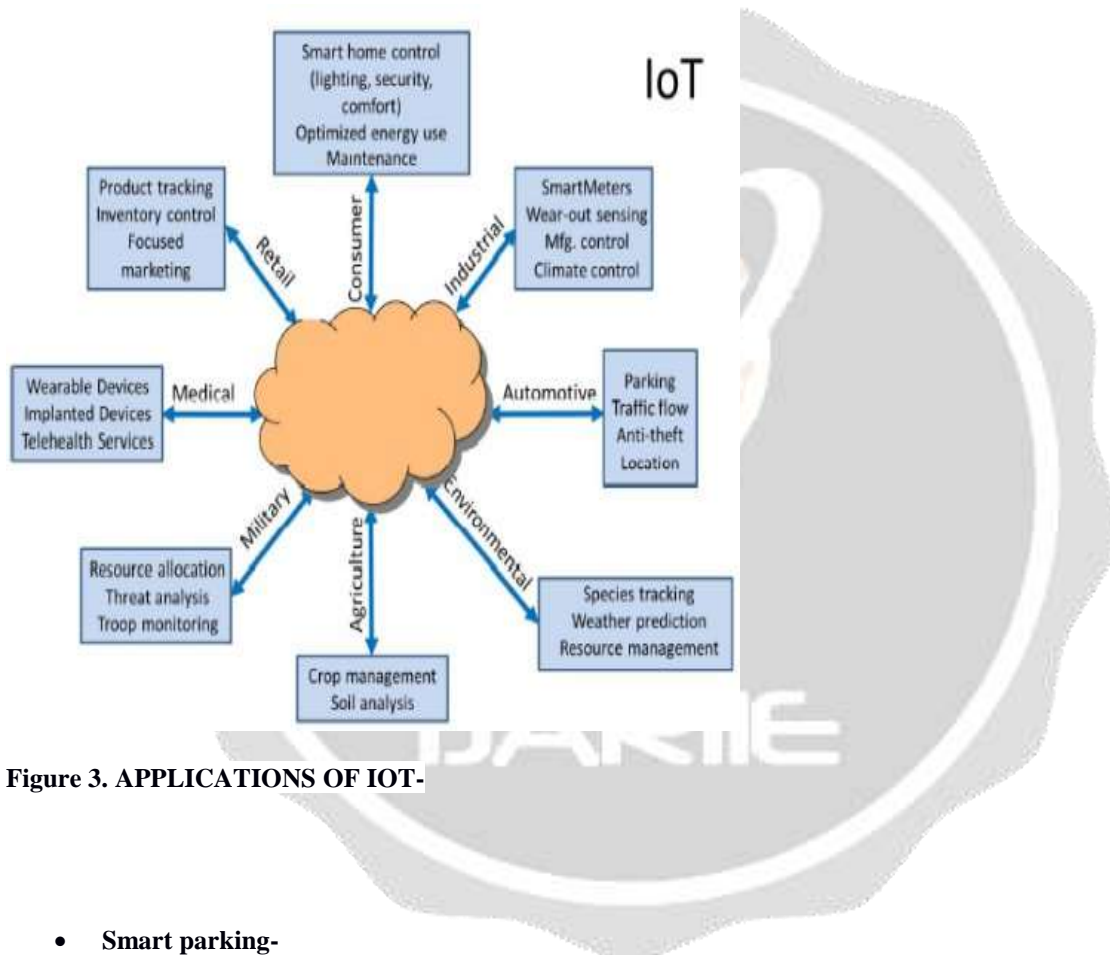 Smart home control
(lighting, security,
comfort)
Optimized energy use
Maintenance
IoT
Product tracking
Inventory control
Focused
marketing
Retail
Consumer
Industrial
SmartMeters
Wear-out sensing
Mfg. control
Climate control
Wearable Devices
Implanted Devices
Telehealth Services
Medical
Automotive
Parking
Traffic flow
Anti-theft
Location
Military
Agriculture
Environmental
Resource allocation
Threat analysis
Troop monitoring
Crop management
Soil analysis
Species tracking
Weather prediction
Resource management
Figure 3. APPLICATIONS OF IOT-
• Smart parking-